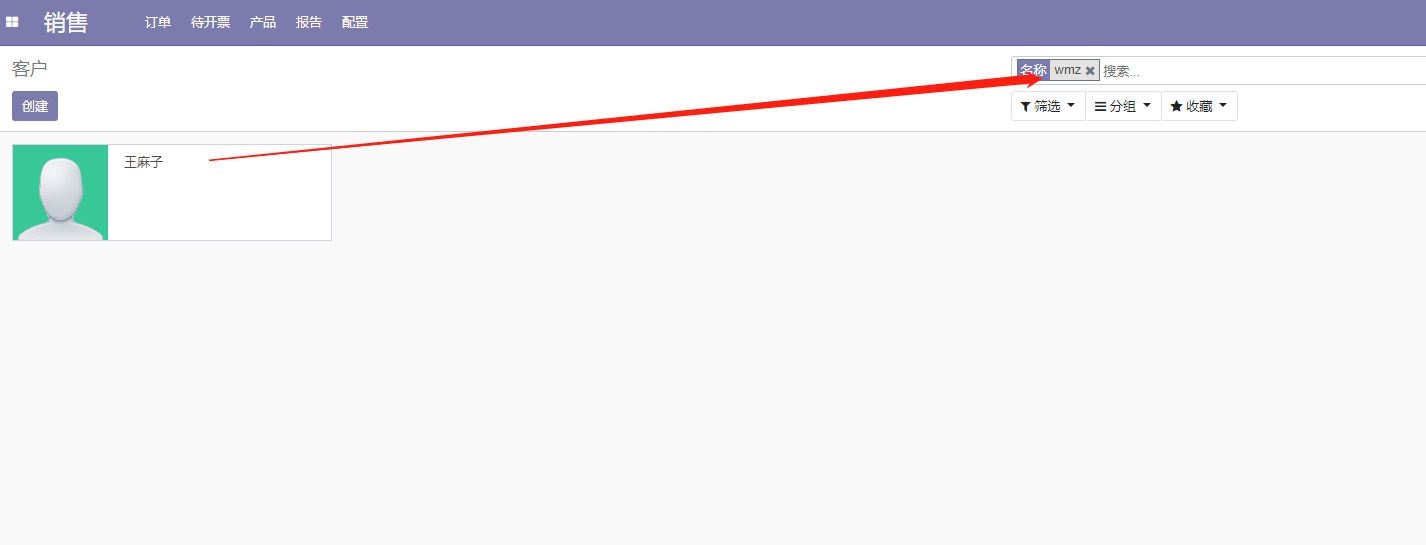 销售 订单 待开票 产品 报告 配置
客户
名称 wmz 搜索...
创建
筛选 分组 收藏
王麻子